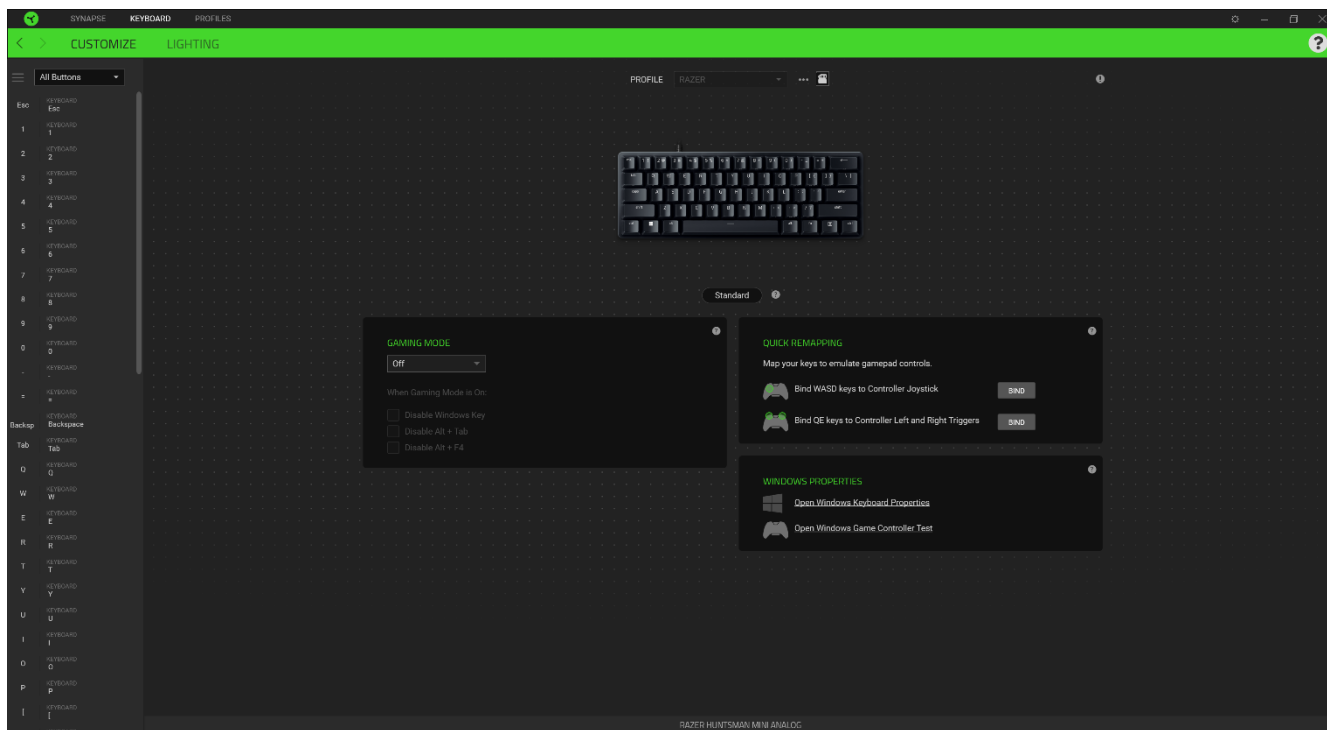 SYNAPSE KEYBOARD PROFILES
CUSTOMIZE LIGHTING
All Buttons
PROFILE RAZER
Esc KEYBOARD
Esc
1 KEYBOARD
1
2 KEYBOARD
2
3 KEYBOARD
3
4 KEYBOARD
4
5 KEYBOARD
5
6 KEYBOARD
6
7 KEYBOARD
7
8 KEYBOARD
8
9 KEYBOARD
9
0 KEYBOARD
0
- KEYBOARD
-
= KEYBOARD
=
Backsp KEYBOARD
Backspace
Tab KEYBOARD
Tab
Q KEYBOARD
Q
W KEYBOARD
W
E KEYBOARD
E
R KEYBOARD
R
T KEYBOARD
T
Y KEYBOARD
Y
U KEYBOARD
U
I KEYBOARD
I
O KEYBOARD
O
P KEYBOARD
P
[ KEYBOARD
[
Standard
GAMING MODE
Off
When Gaming Mode is On:
Disable Windows Key
Disable Alt + Tab
Disable Alt + F4
QUICK REMAPPING
Map your keys to emulate gamepad controls.
Bind WASD keys to Controller Joystick BIND
Bind QE keys to Controller Left and Right Triggers BIND
WINDOWS PROPERTIES
Open Windows Keyboard Properties
Open Windows Game Controller Test
RAZER HUNTSMAN MINI ANALOG